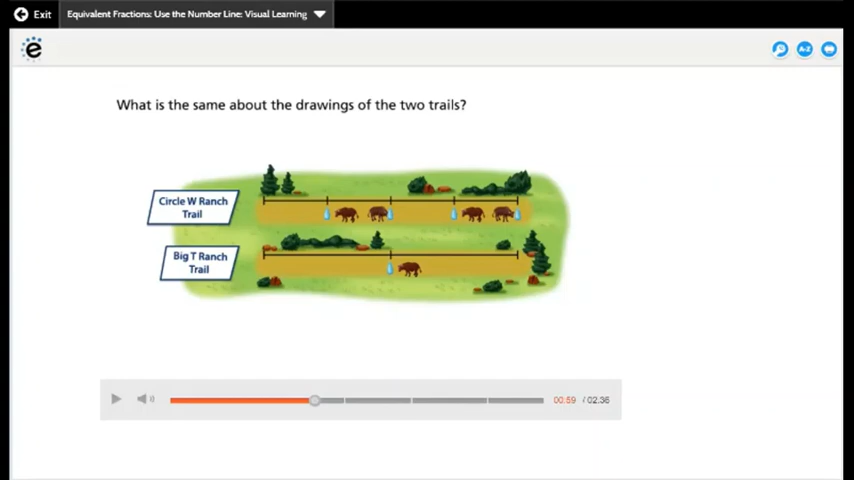 Exit
Equivalent Fractions: Use the Number Line: Visual Learning
e
A-Z
What is the same about the drawings of the two trails?
Circle W Ranch
Trail
Big T Ranch
Trail
00:59 / 02:36